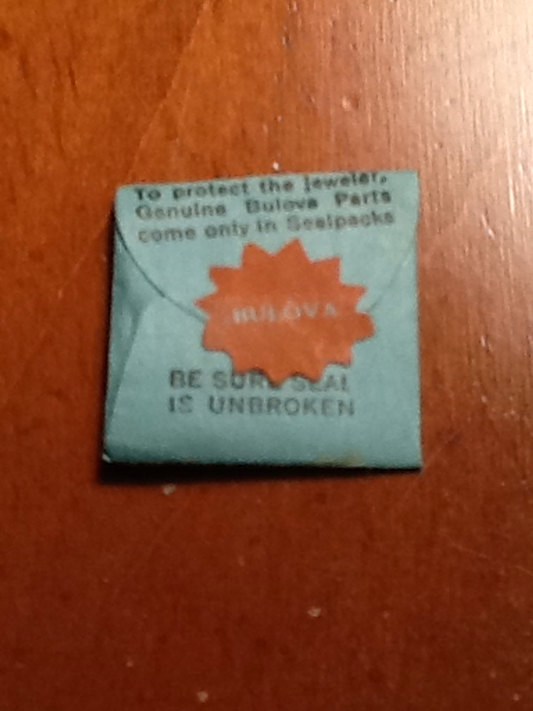 To protect the jeweler,
Genuine Bulova Parts
come only in Sealpacks
BULOVA
BE SURE SEAL
IS UNBROKEN